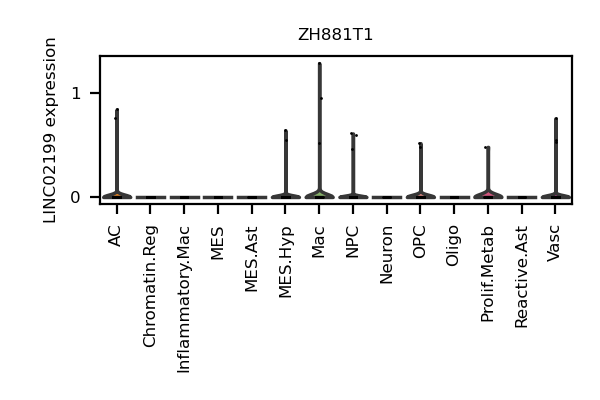 ZH881T1
LINC02199 expression
1
0
AC
Chromatin.Reg
Inflammatory.Mac
MES
MES.Ast
MES.Hyp
Mac
NPC
Neuron
OPC
Oligo
Prolif.Metab
Reactive.Ast
Vasc